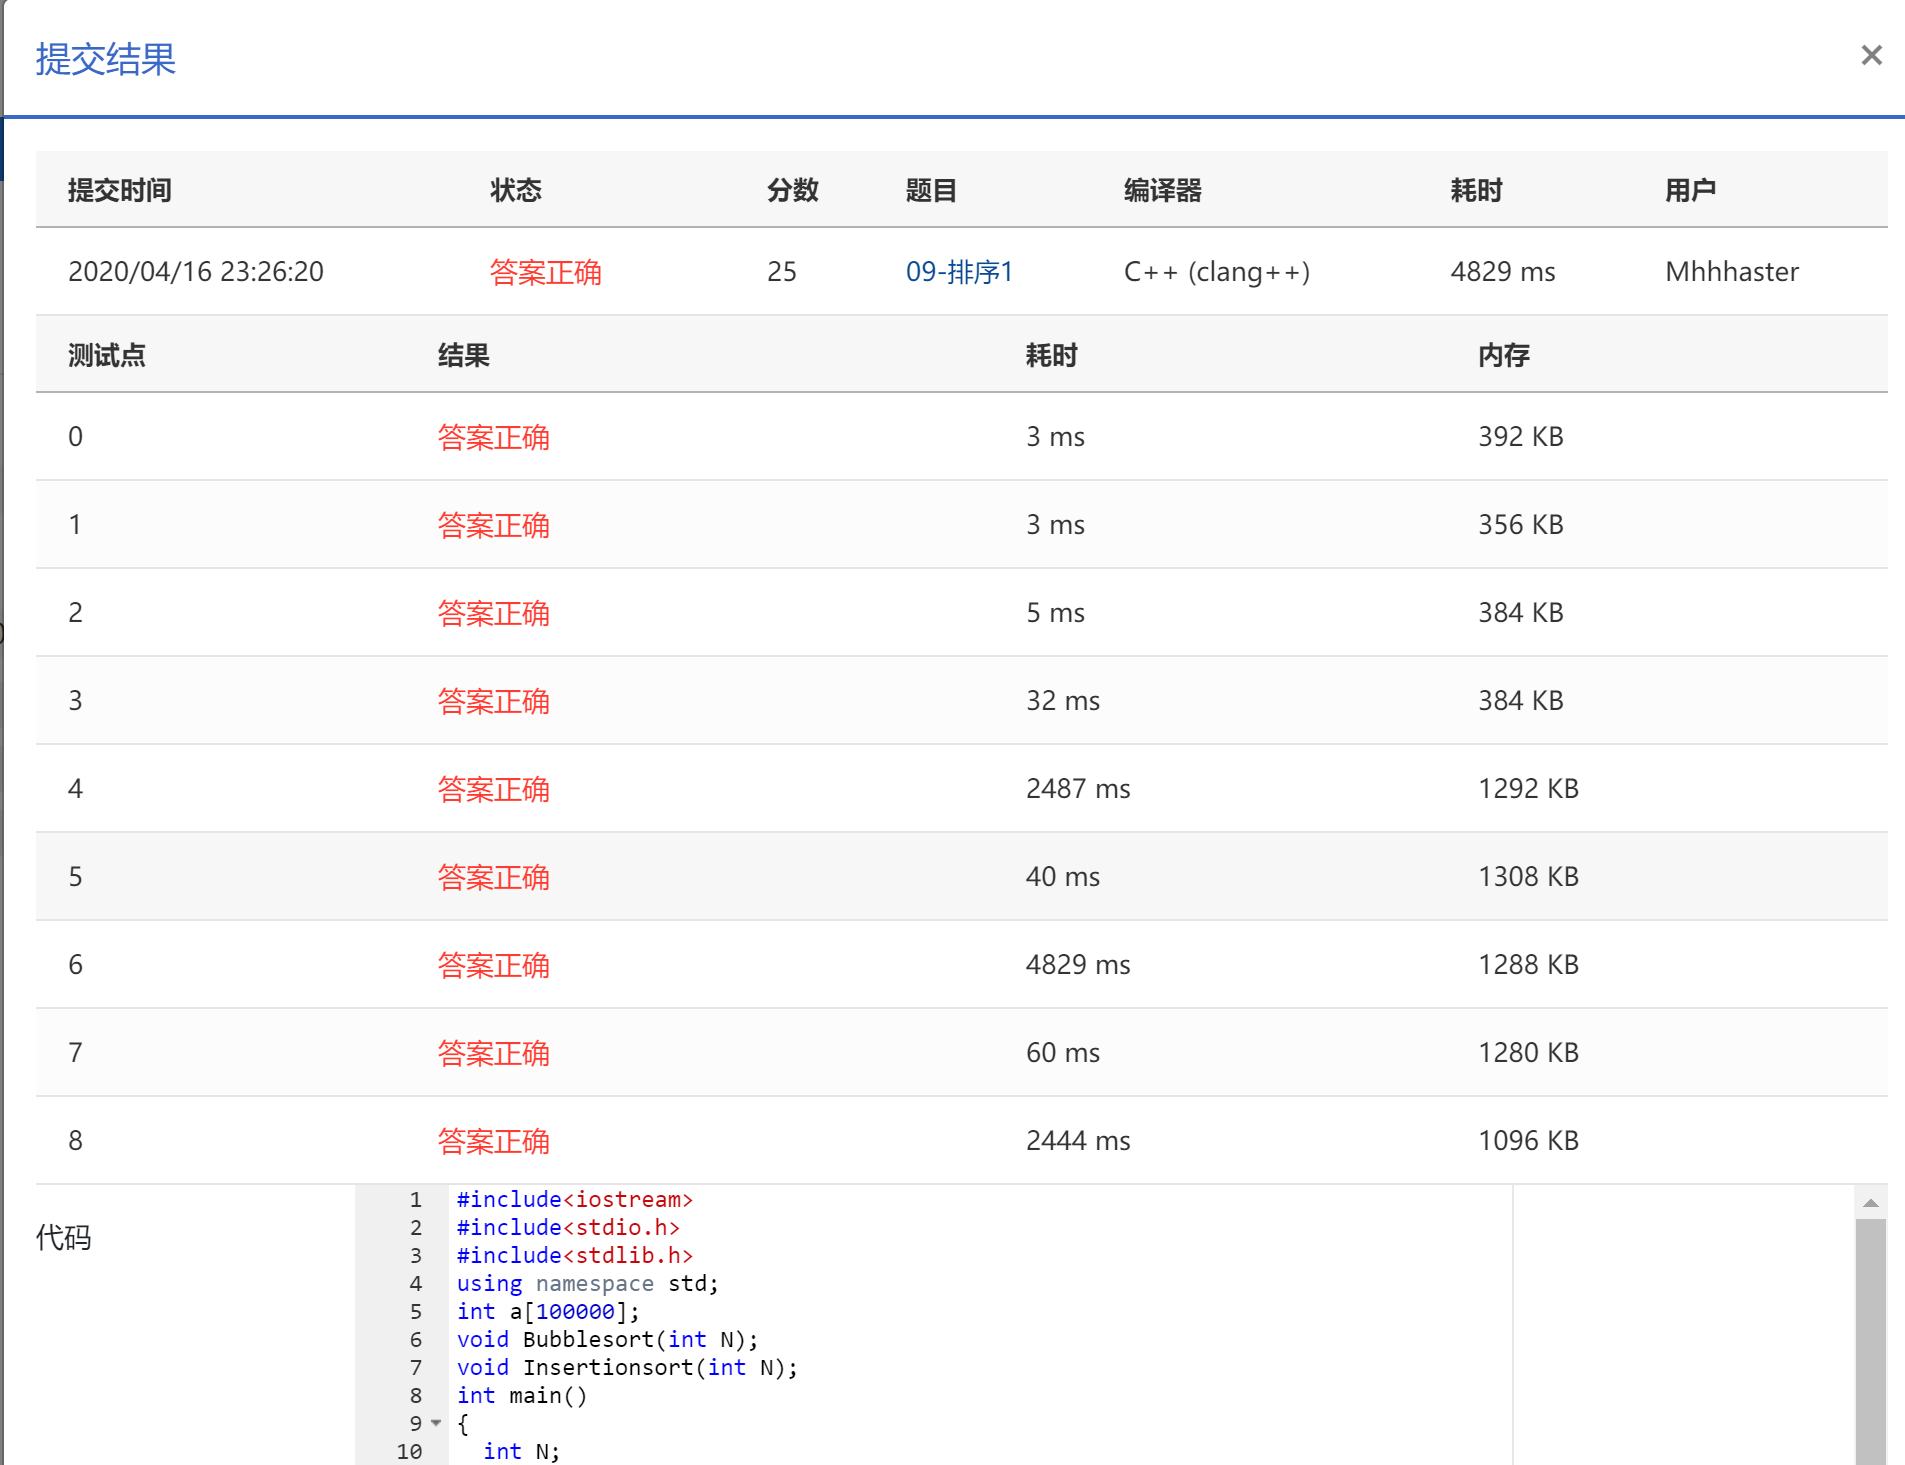 提交结果 ×
提交时间 状态 分数 题目 编译器 耗时 用户
2020/04/16 23:26:20 答案正确 25 09-排序1 C++ (clang++) 4829 ms Mhhhaster
测试点 结果 耗时 内存
0 答案正确 3 ms 392 KB
1 答案正确 3 ms 356 KB
2 答案正确 5 ms 384 KB
3 答案正确 32 ms 384 KB
4 答案正确 2487 ms 1292 KB
5 答案正确 40 ms 1308 KB
6 答案正确 4829 ms 1288 KB
7 答案正确 60 ms 1280 KB
8 答案正确 2444 ms 1096 KB
代码
1 #include<iostream>
2 #include<stdio.h>
3 #include<stdlib.h>
4 using namespace std;
5 int a[100000];
6 void Bubblesort(int N);
7 void Insertionsort(int N);
8 int main()
9 {
10 int N;